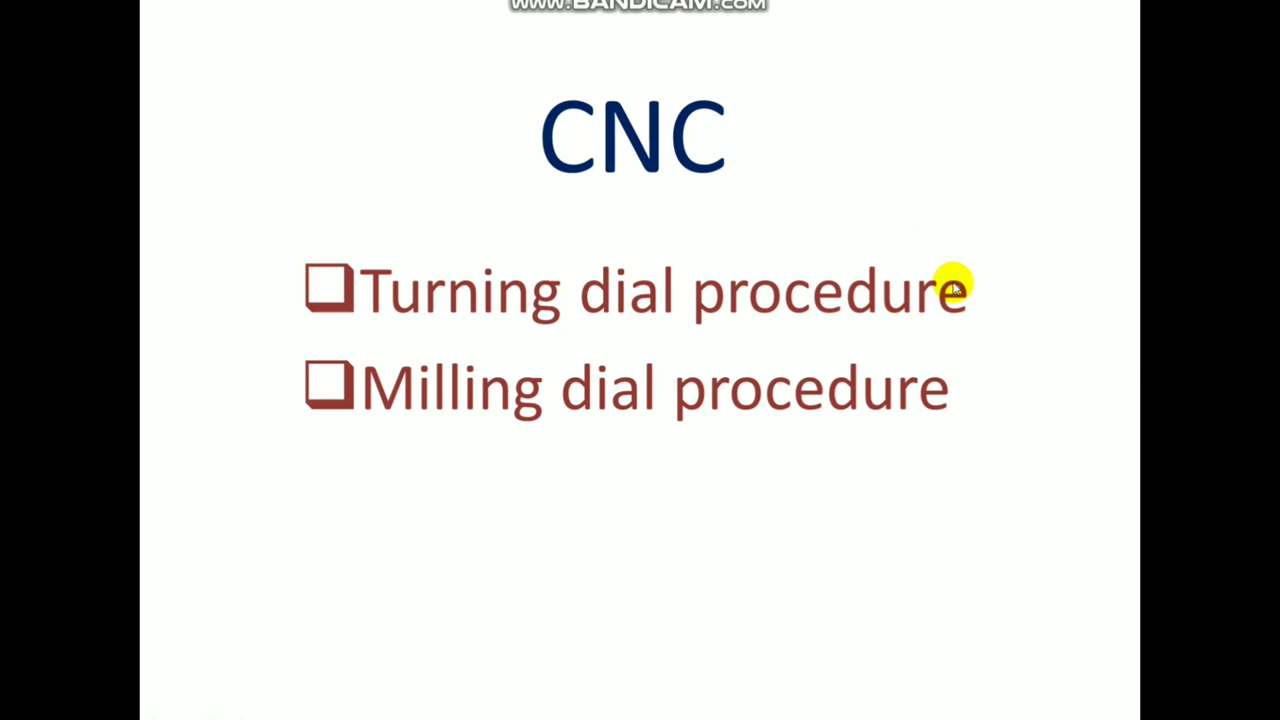 www.BANDICAM.com
CNC
Turning dial procedure
Milling dial procedure